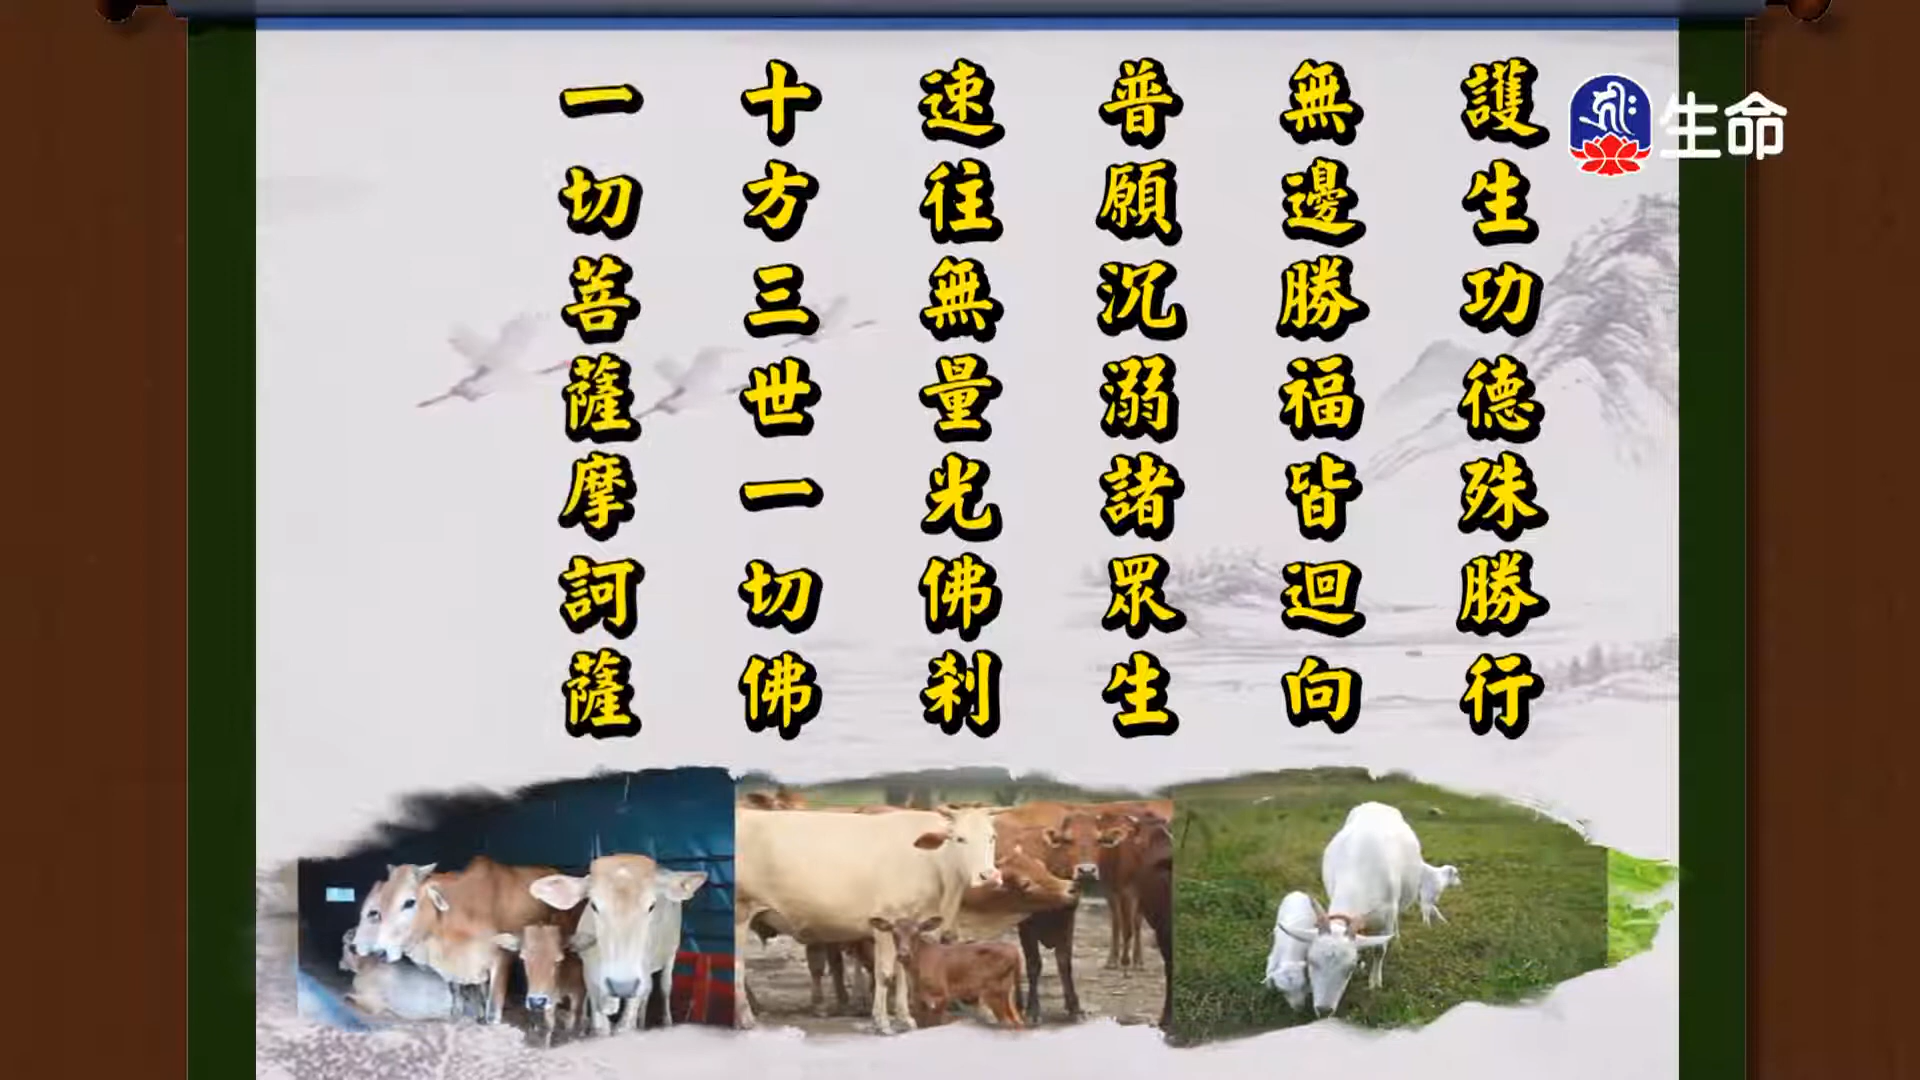 護生功德殊勝行
無邊勝福皆迴向
普願沉溺諸眾生
速往無量光佛剎
十方三世一切佛
一切菩薩摩訶薩
生命